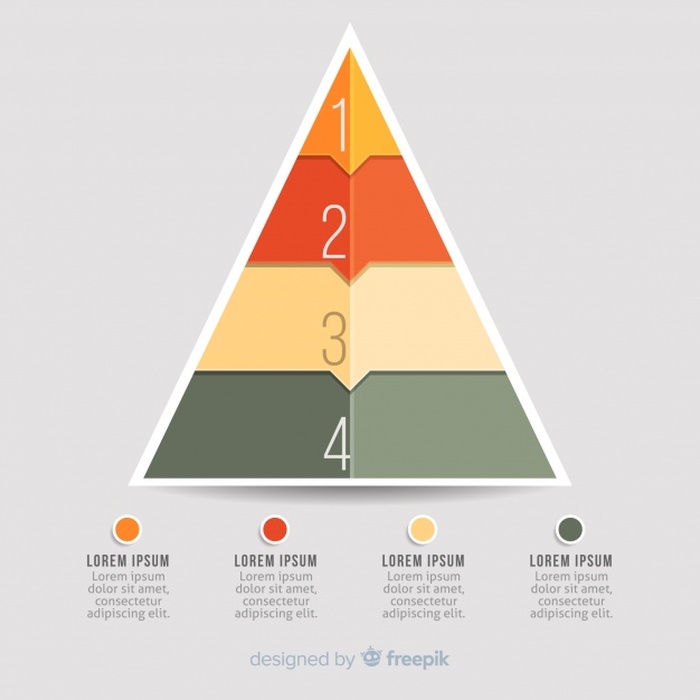 1
2
3
4
LOREM IPSUM
Lorem ipsum
dolor sit amet,
consectetur
adipiscing elit.
LOREM IPSUM
Lorem ipsum
dolor sit amet,
consectetur
adipiscing elit.
LOREM IPSUM
Lorem ipsum
dolor sit amet,
consectetur
adipiscing elit.
LOREM IPSUM
Lorem ipsum
dolor sit amet,
consectetur
adipiscing elit.
designed by freepik